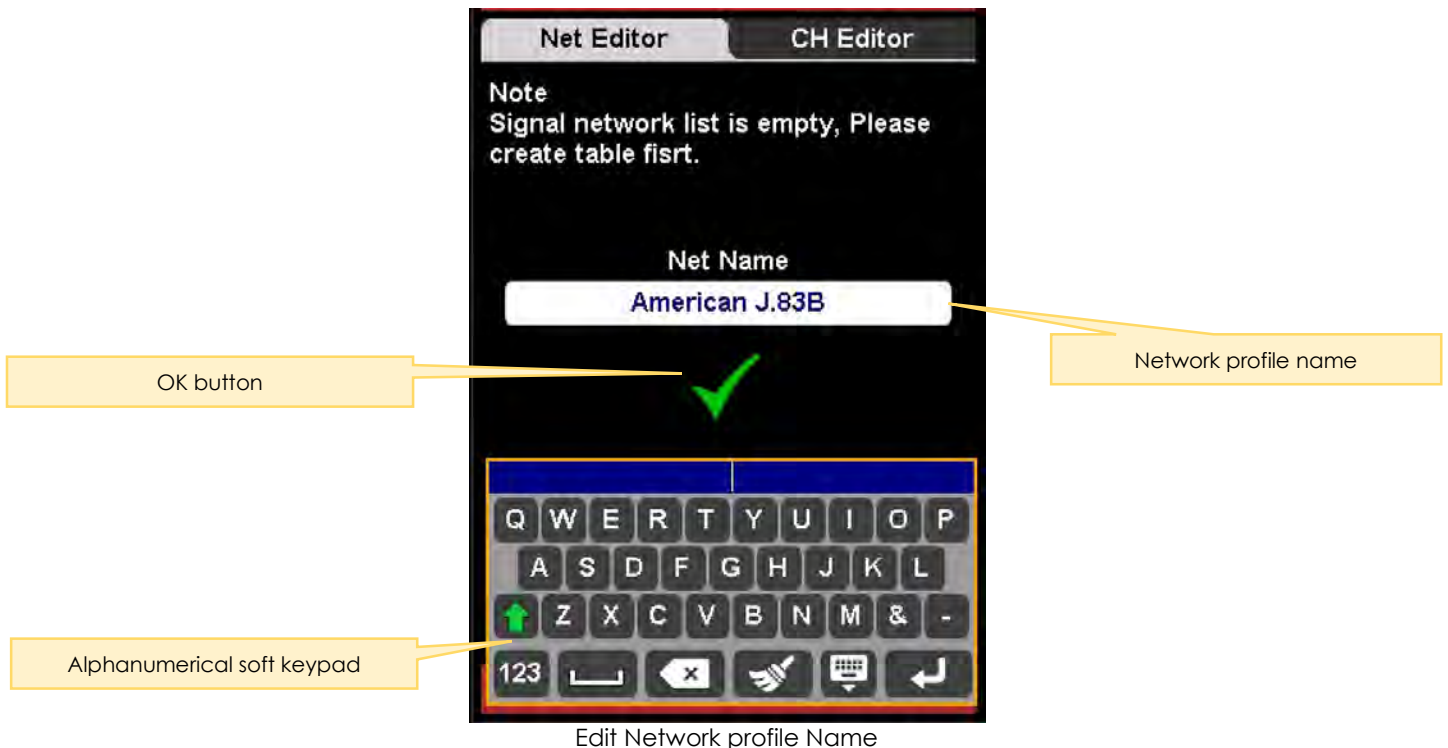 Net Editor CH Editor
Note
Signal network list is empty, Please
create table fisrt.
Net Name
American J.83B
Network profile name
OK button
Q W E R T Y U I O P
A S D F G H J K L
Z X C V B N M & -
Alphanumerical soft keypad
123
Edit Network profile Name